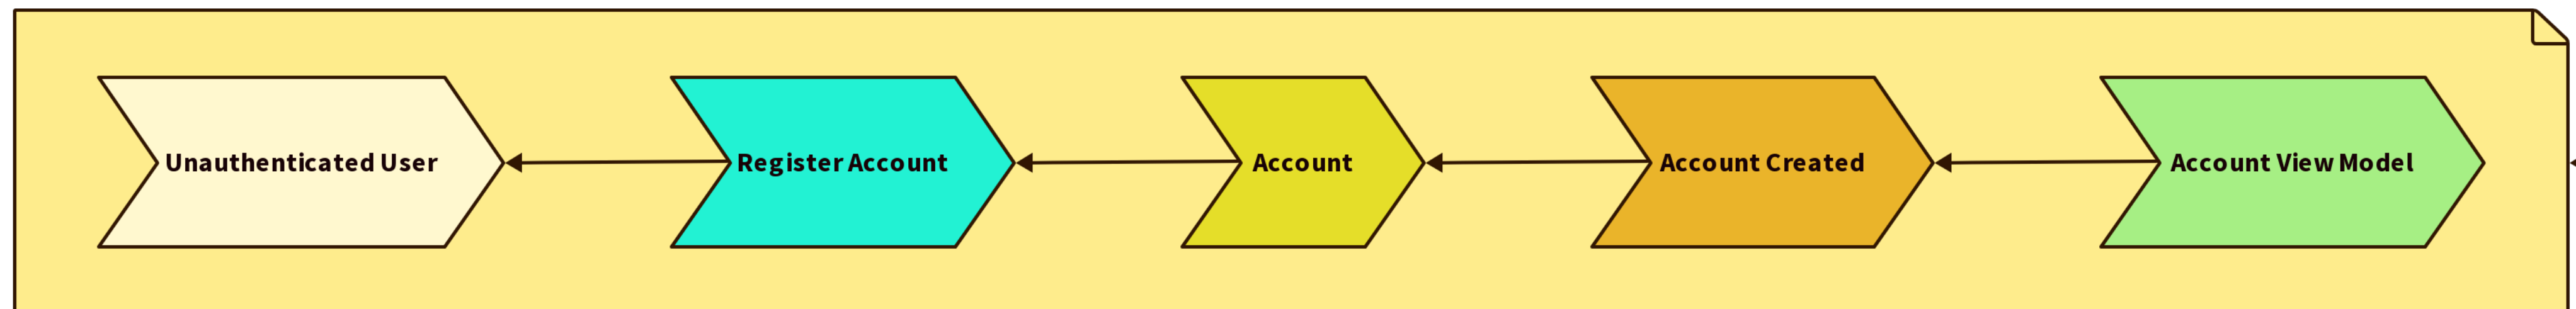 Unauthenticated User
Register Account
Account
Account Created
Account View Model